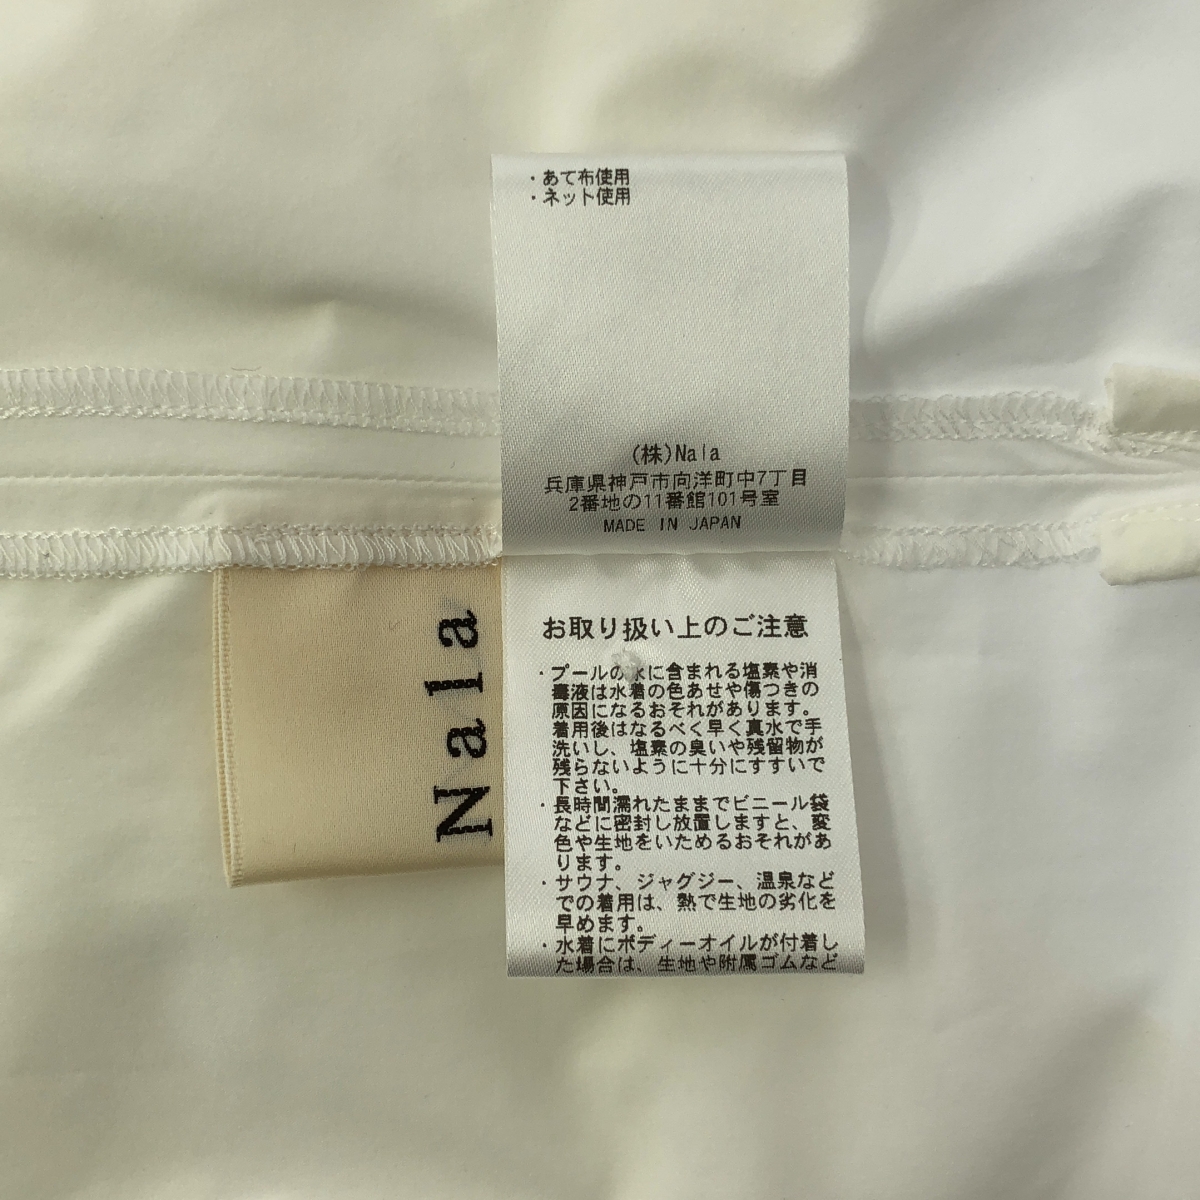 ・あて布使用
・ネット使用
(株)Nala
兵庫県神戸市向洋町中7丁目
2番地の11番館101号室
MADE IN JAPAN
Nala
お取り扱い上のご注意
・プールの水に含まれる塩素や消
毒液は水着の色あせや傷つきの
原因になるおそれがあります。
着用後はなるべく早く真水で手
洗いし、塩素の臭いや残留物が
残らないように十分にすすいで
下さい。
・長時間濡れたままでビニール袋
などに密封し放置しますと、変
色や生地をいためるおそれがあ
ります。
・サウナ、ジャグジー、温泉など
での着用は、熱で生地の劣化を
早めます。
・水着にボディーオイルが付着し
た場合は、生地や附属ゴムなど